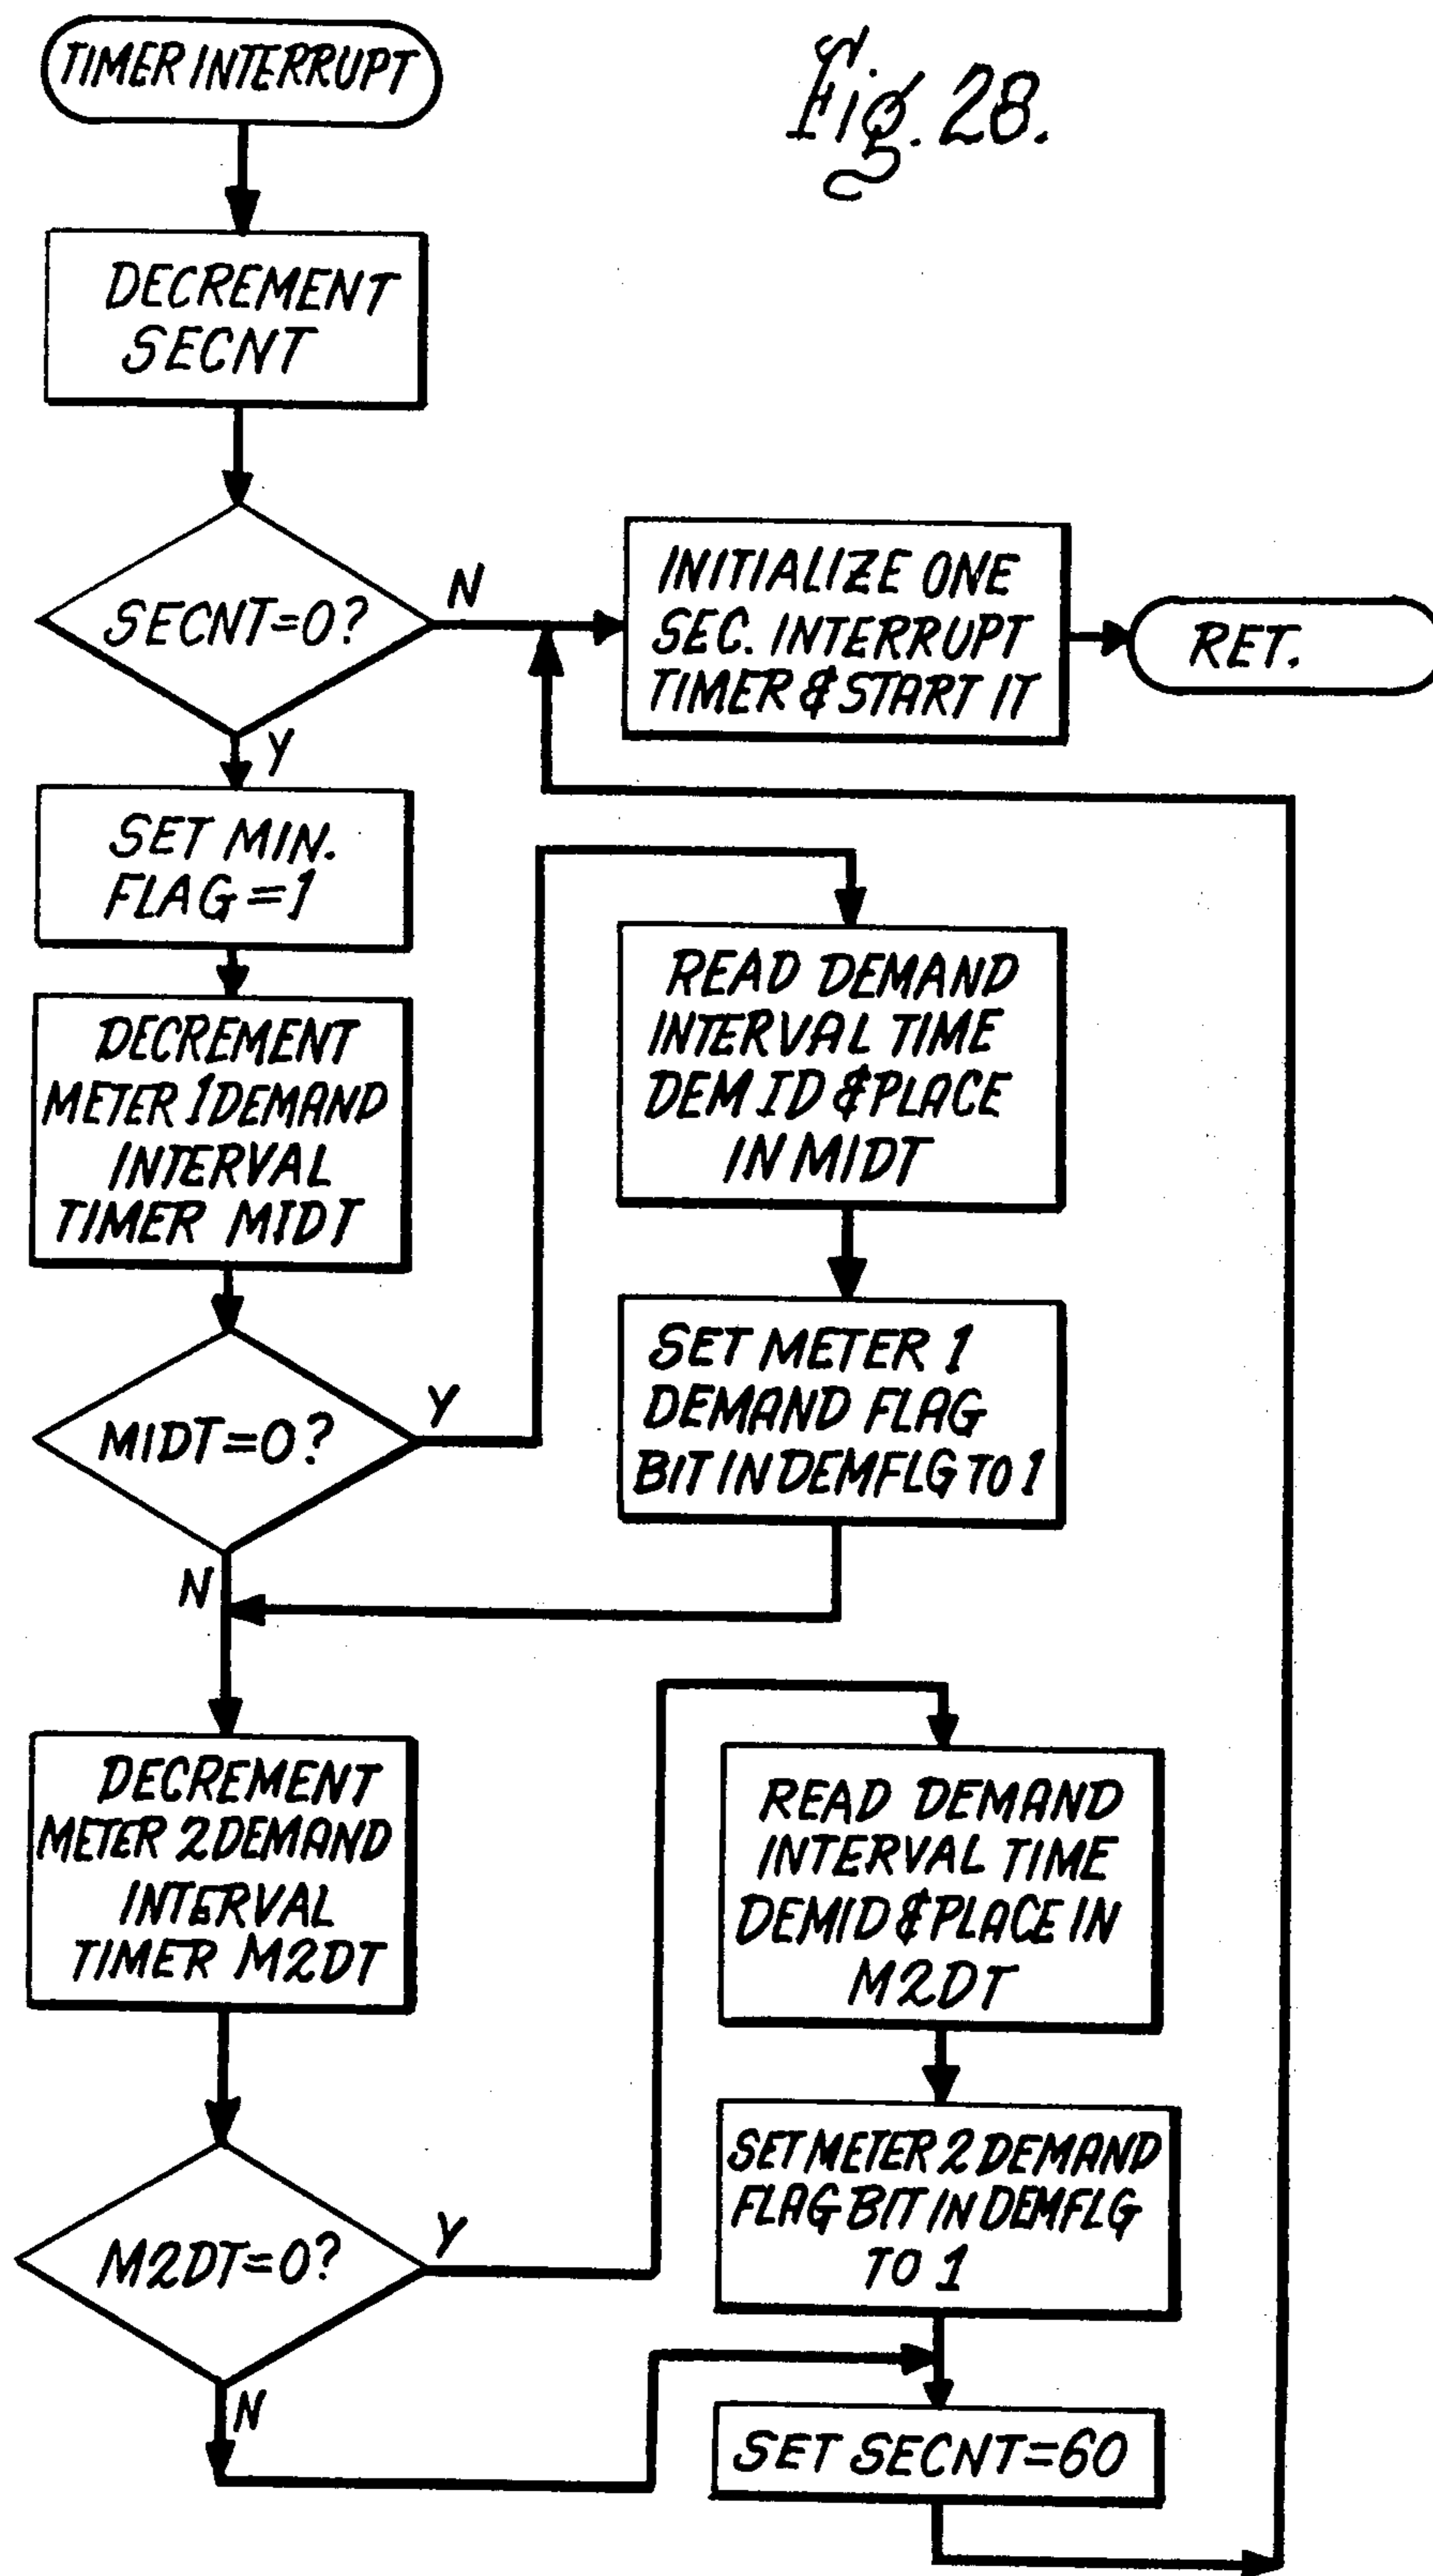 TIMER INTERRUPT
Fig. 28.
DECREMENT
SECNT
SECNT=0?
N
INITIALIZE ONE
SEC. INTERRUPT
TIMER & START IT
RET.
Y
SET MIN.
FLAG=1
DECREMENT
METER 1 DEMAND
INTERVAL
TIMER MIDT
MIDT=0?
Y
READ DEMAND
INTERVAL TIME
DEM ID & PLACE
IN MIDT
SET METER 1
DEMAND FLAG
BIT IN DEMFLG TO 1
N
DECREMENT
METER 2 DEMAND
INTERVAL
TIMER M2DT
M2DT=0?
Y
READ DEMAND
INTERVAL TIME
DEMID & PLACE IN
M2DT
SET METER 2 DEMAND
FLAG BIT IN DEMFLG
TO 1
N
SET SECNT=60